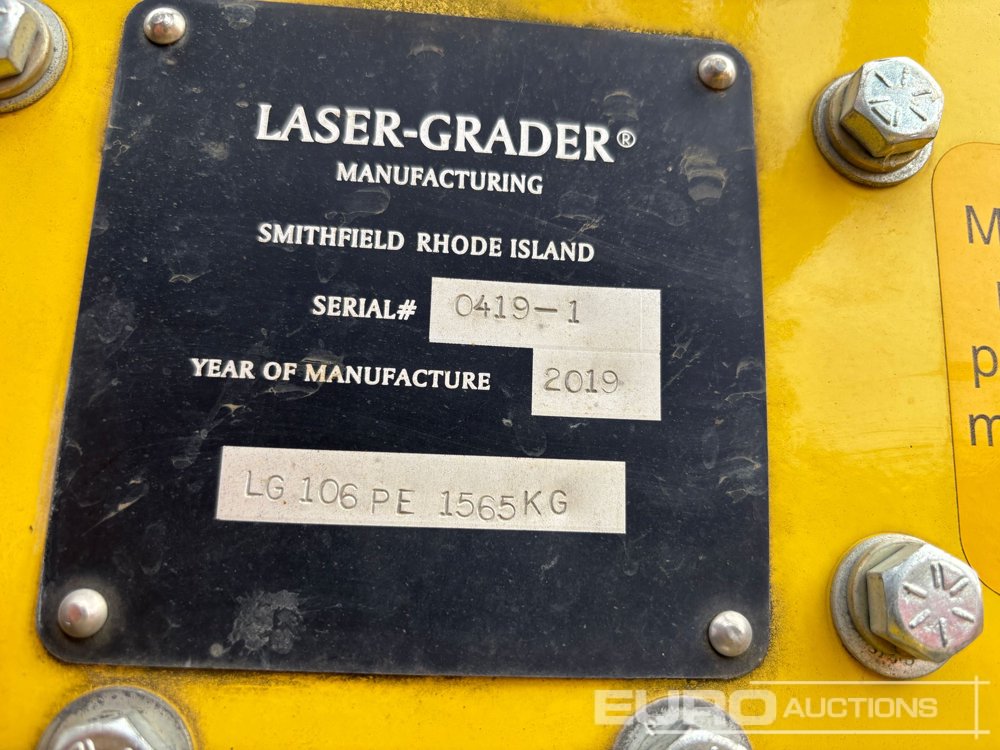 LASER-GRADER®
MANUFACTURING
SMITHFIELD RHODE ISLAND
SERIAL# 0419-1
YEAR OF MANUFACTURE 2019
LG 106 PE 1565KG
EURO AUCTIONS